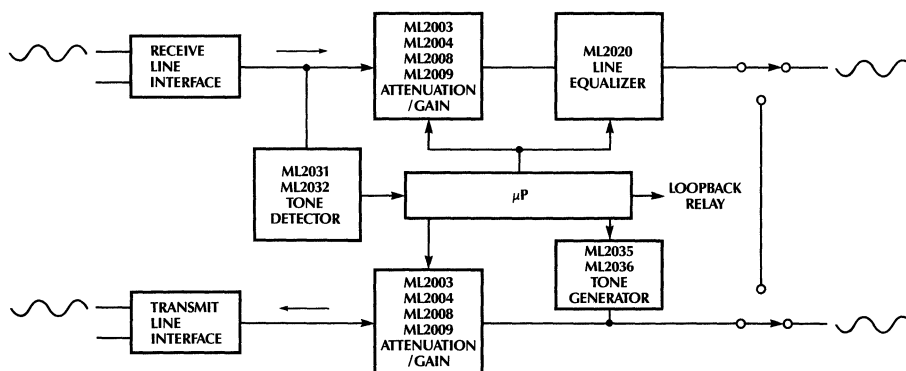 RECEIVE
LINE
INTERFACE
ML2003
ML2004
ML2008
ML2009
ATTENUATION
/GAIN
ML2020
LINE
EQUALIZER
ML2031
ML2032
TONE
DETECTOR
µP
LOOPBACK
RELAY
ML2035
ML2036
TONE
GENERATOR
TRANSMIT
LINE
INTERFACE
ML2003
ML2004
ML2008
ML2009
ATTENUATION
/GAIN